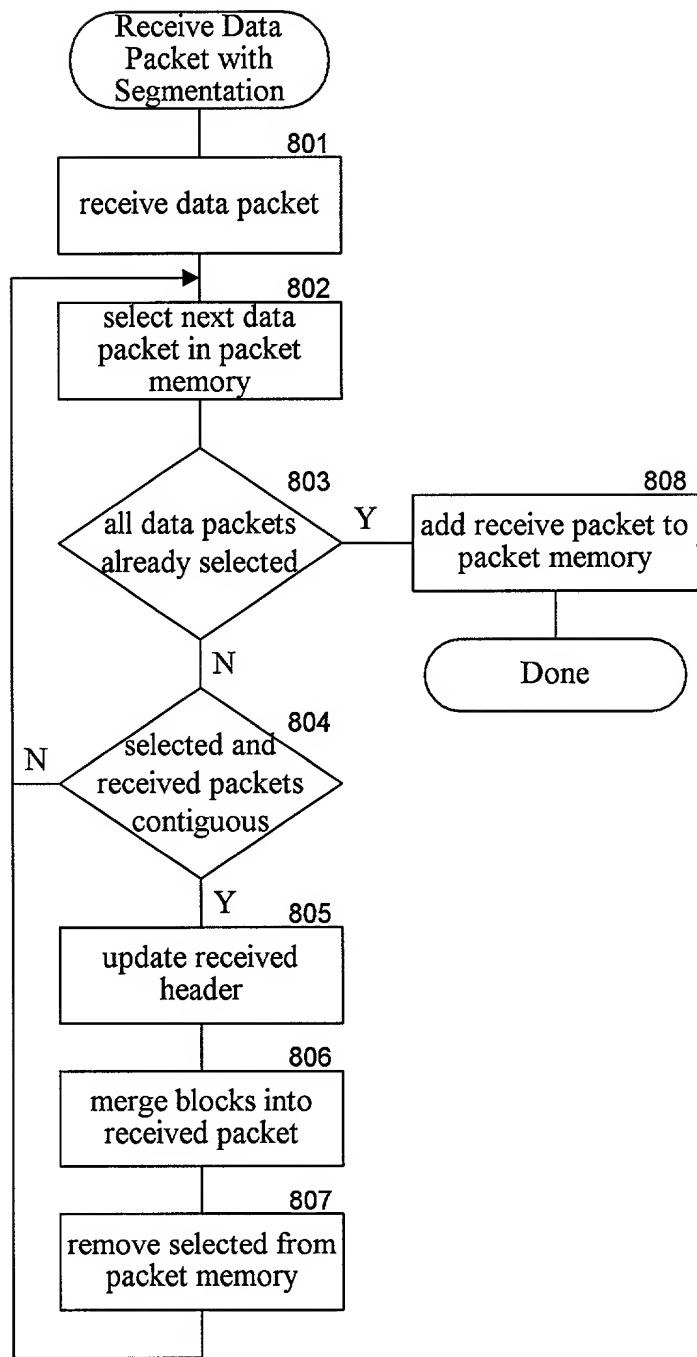 Receive Data
Packet with
Segmentation
801
receive data packet
802
select next data
packet in packet
memory
803
all data packets
already selected
Y
808
add receive packet to
packet memory
Done
N
804
selected and
received packets
contiguous
N
Y
805
update received
header
806
merge blocks into
received packet
807
remove selected from
packet memory